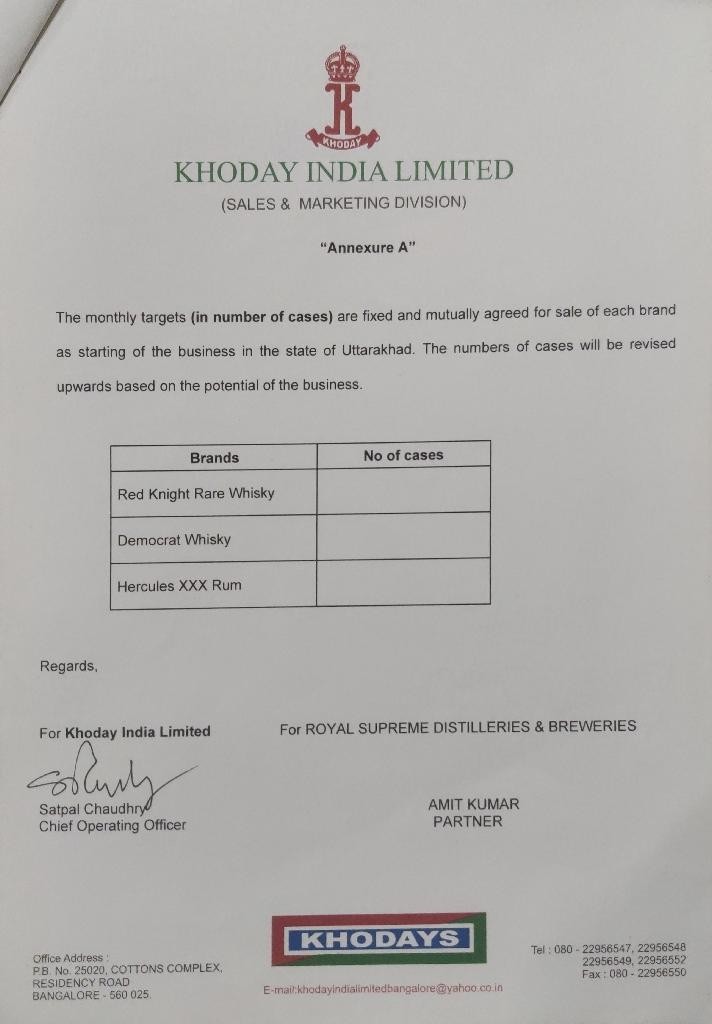 K
KHODAY
KHODAY INDIA LIMITED
(SALES & MARKETING DIVISION)
“Annexure A”
The monthly targets (in number of cases) are fixed and mutually agreed for sale of each brand
as starting of the business in the state of Uttarakhad. The numbers of cases will be revised
upwards based on the potential of the business.
Brands No of cases
Red Knight Rare Whisky
Democrat Whisky
Hercules XXX Rum
Regards,
For Khoday India Limited For ROYAL SUPREME DISTILLERIES & BREWERIES
Satpal Chaudhry
Chief Operating Officer
AMIT KUMAR
PARTNER
Office Address :
P.B. No. 25020, COTTONS COMPLEX,
RESIDENCY ROAD
BANGALORE - 560 025.
KHODAYS
E-mail:khodayindialimitedbangalore@yahoo.co.in
Tel : 080 - 22956547, 22956548
22956549, 22956552
Fax : 080 - 22956550